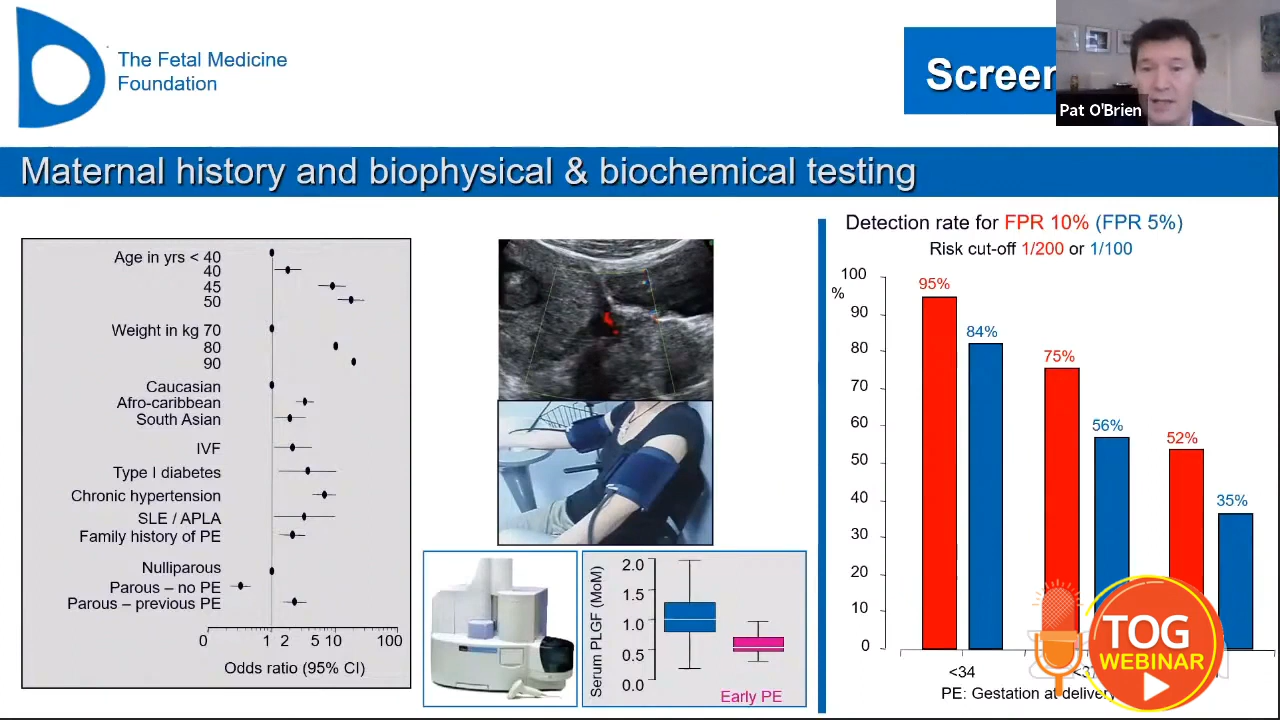 The Fetal Medicine
Foundation
Screen
Pat O'Brien
Maternal history and biophysical & biochemical testing
Age in yrs < 40
40
45
50
Weight in kg 70
80
90
Caucasian
Afro-caribbean
South Asian
IVF
Type I diabetes
Chronic hypertension
SLE / APLA
Family history of PE
Nulliparous
Parous – no PE
Parous – previous PE
0 1 2 5 10 100
Odds ratio (95% CI)
Serum PLGF (MoM)
2.0
1.5
1.0
0.5
0.0
Early PE
Detection rate for FPR 10% (FPR 5%)
Risk cut-off 1/200 or 1/100
%
100
90
80
70
60
50
40
30
20
10
0
95%
84%
75%
56%
52%
35%
<34
PE: Gestation at delivery
TOG
WEBINAR